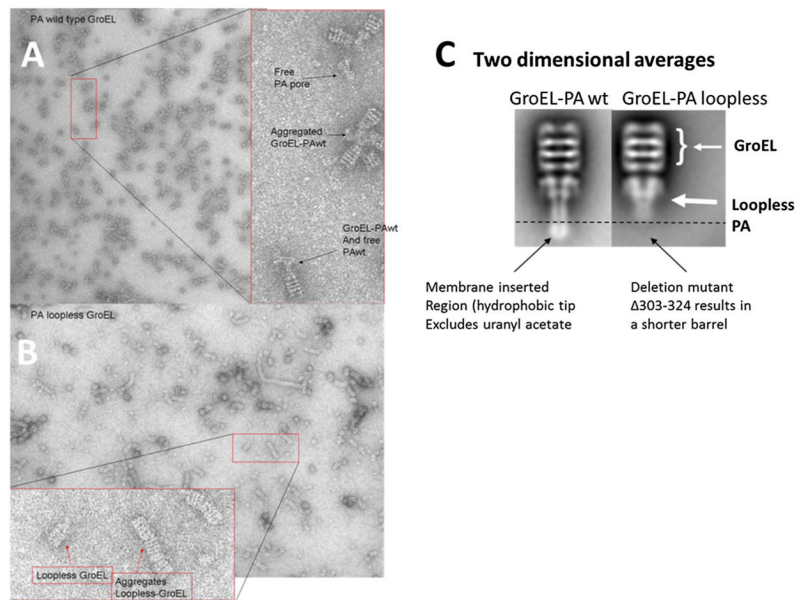 PA wild type GroEL
A
Free
PA pore
Aggregated
GroEL-PAwt
GroEL-PAwt
And free
PAwt
PA loopless GroEL
B
Loopless GroEL
Aggregates
Loopless-GroEL
C Two dimensional averages
GroEL-PA wt GroEL-PA loopless
GroEL
Loopless
PA
Membrane inserted
Region (hydrophobic tip
Excludes uranyl acetate
Deletion mutant
Δ303-324 results in
a shorter barrel